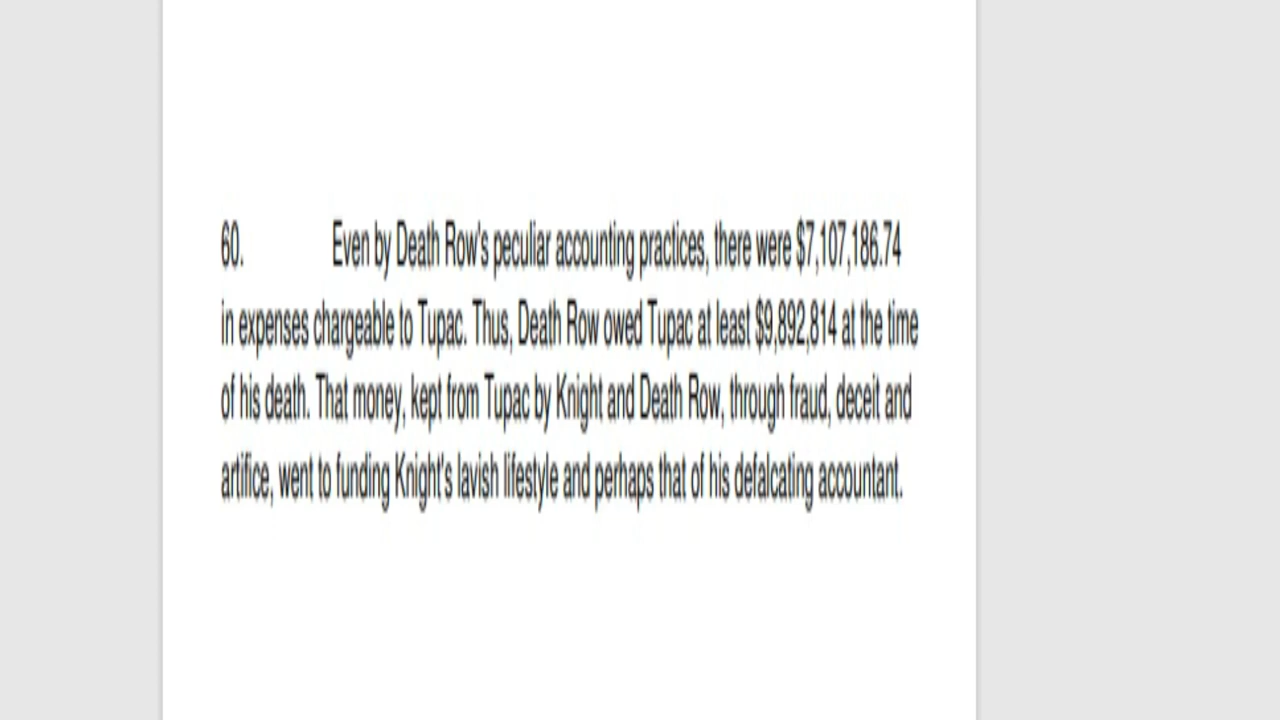 60. Even by Death Row's peculiar accounting practices, there were $7,107,186.74
in expenses chargeable to Tupac. Thus, Death Row owed Tupac at least $9,892,814 at the time
of his death. That money, kept from Tupac by Knight and Death Row, through fraud, deceit and
artifice, went to funding Knight's lavish lifestyle and perhaps that of his defalcating accountant.